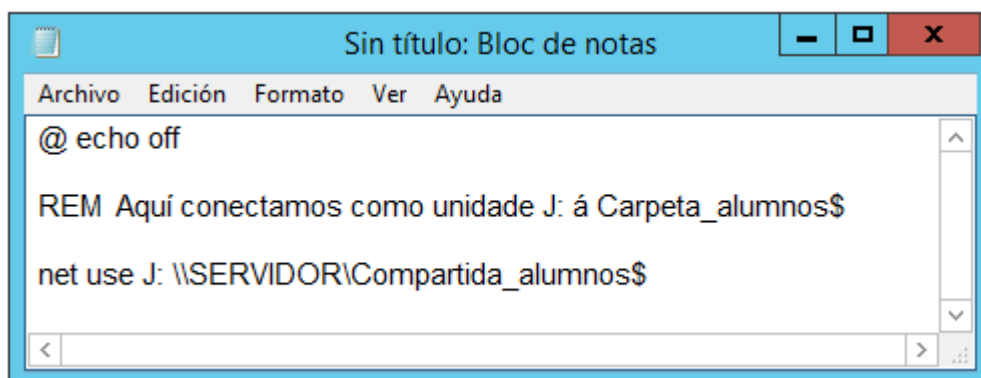 Sin título: Bloc de notas
Archivo Edición Formato Ver Ayuda
@ echo off
REM Aquí conectamos como unidade J: á Carpeta_alumnos$
net use J: \\SERVIDOR\Compartida_alumnos$